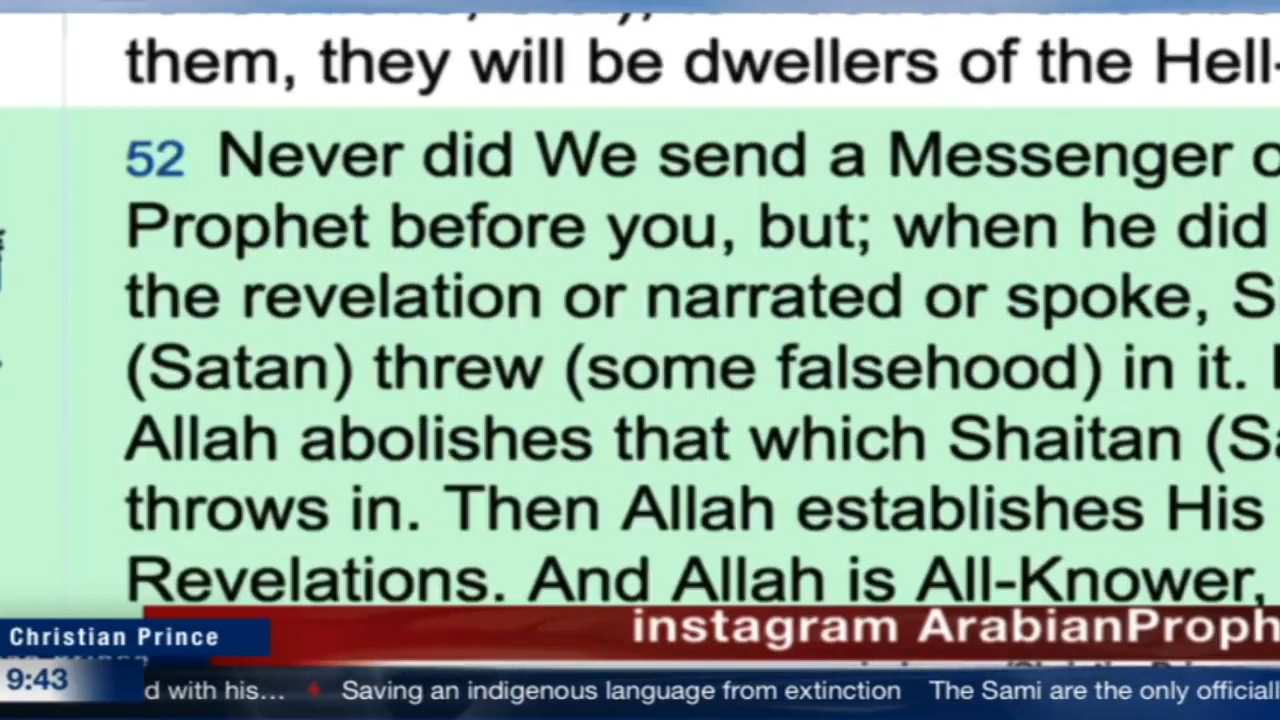 them, they will be dwellers of the Hell-
52 Never did We send a Messenger o
Prophet before you, but; when he did
the revelation or narrated or spoke, S
(Satan) threw (some falsehood) in it.
Allah abolishes that which Shaitan (Sa
throws in. Then Allah establishes His
Revelations. And Allah is All-Knower,
instagram ArabianProph
Christian Prince
9:43
d with his... Saving an indigenous language from extinction The Sami are the only officiall